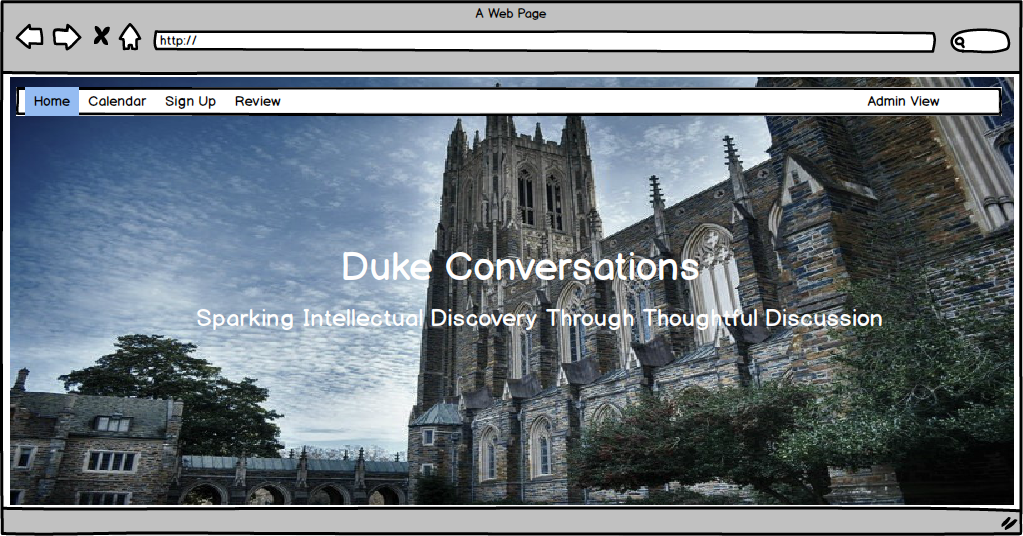 A Web Page
http://
Home Calendar Sign Up Review Admin View
Duke Conversations
Sparking Intellectual Discovery Through Thoughtful Discussion